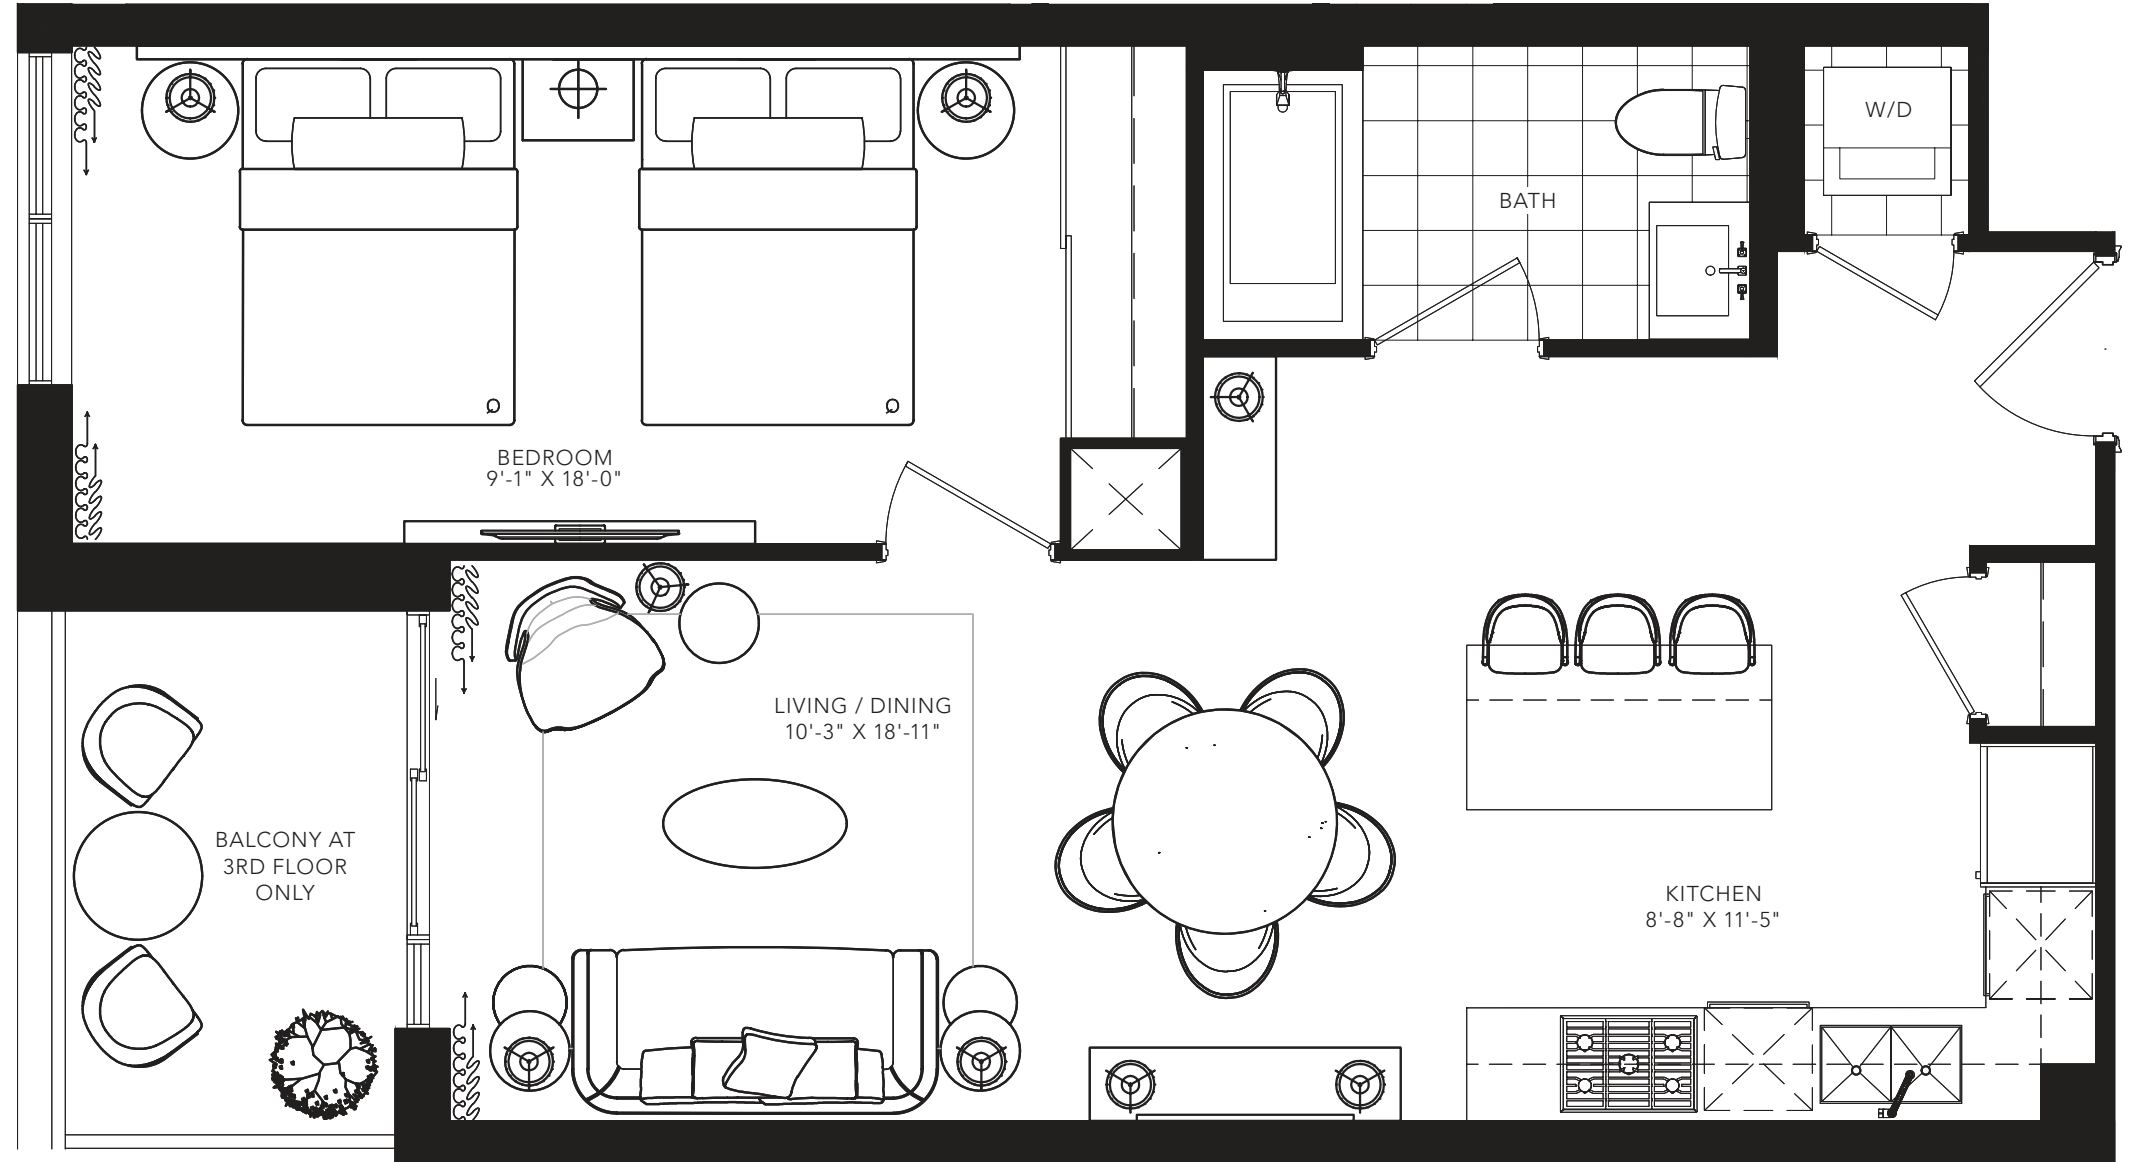 W/D
BATH
BEDROOM
9'-1" X 18'-0"
LIVING / DINING
10'-3" X 18'-11"
BALCONY AT
3RD FLOOR
ONLY
KITCHEN
8'-8" X 11'-5"